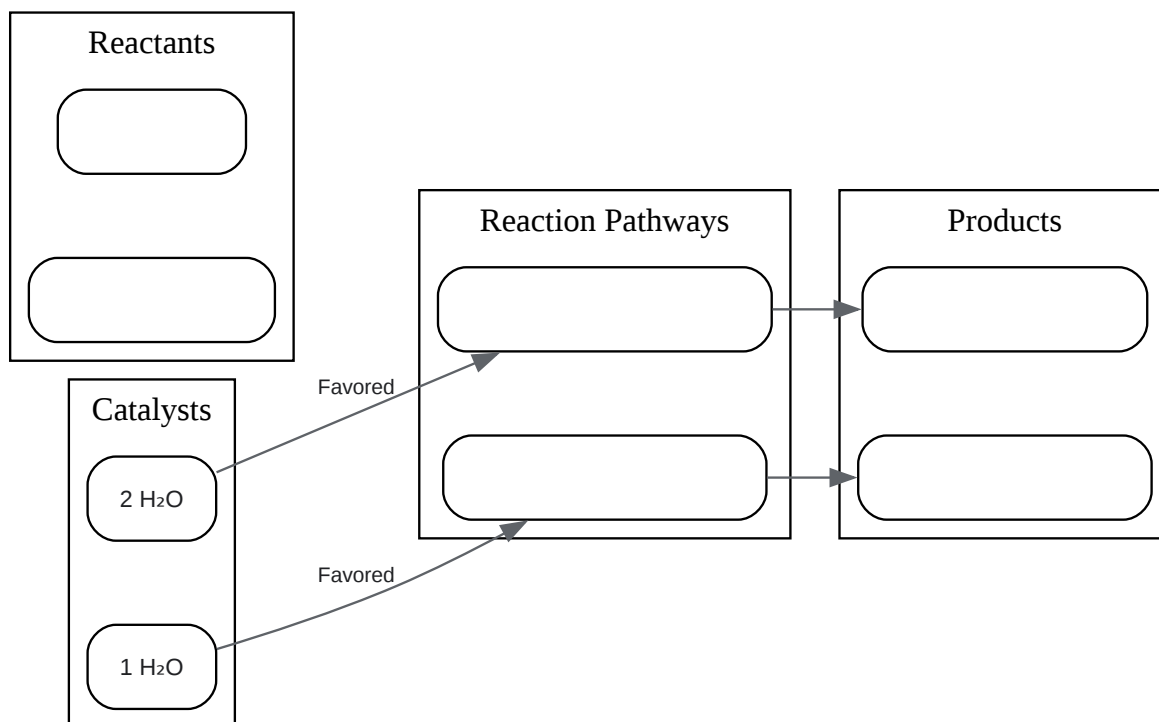 Reactants
Reaction Pathways
Products
Favored
Catalysts
2 H₂O
Favored
1 H₂O